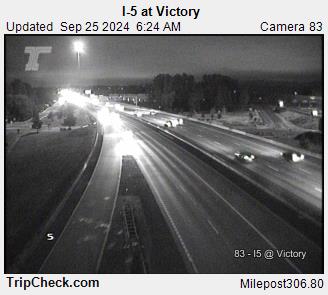 I-5 at Victory
Updated Sep 25 2024 6:24 AM Camera 83
T
S
83 - I5 @ Victory
TripCheck.com Milepost306.80